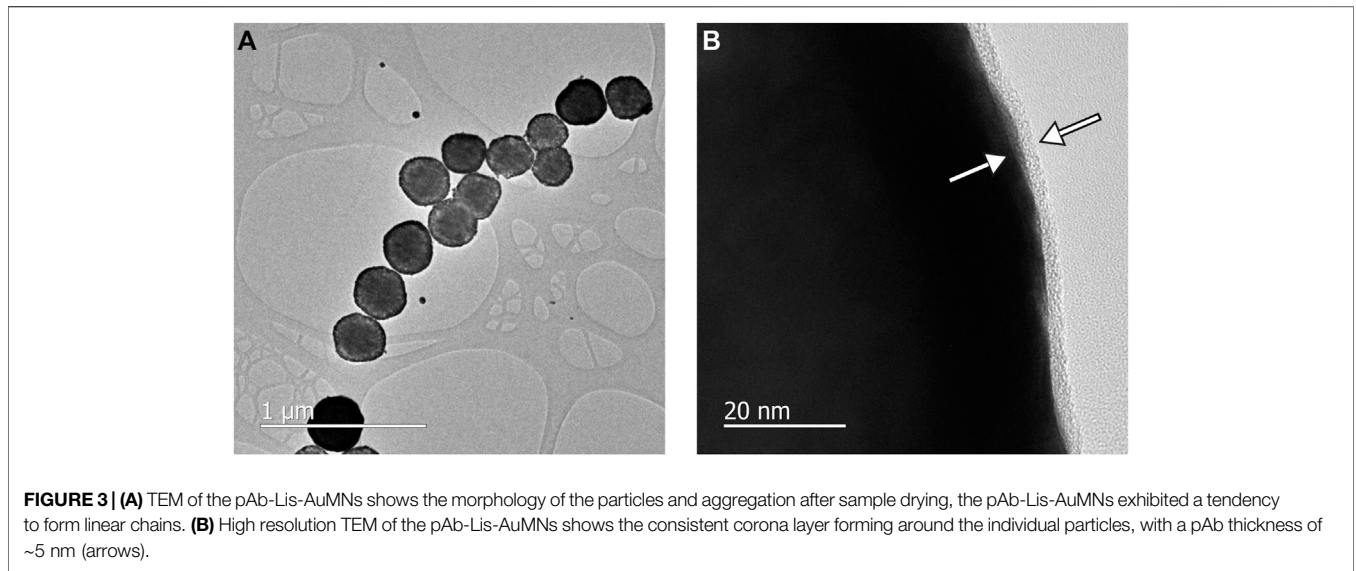 A
B
1 µm
20 nm
FIGURE 3 | (A) TEM of the pAb-Lis-AuMNs shows the morphology of the particles and aggregation after sample drying, the pAb-Lis-AuMNs exhibited a tendency
to form linear chains. (B) High resolution TEM of the pAb-Lis-AuMNs shows the consistent corona layer forming around the individual particles, with a pAb thickness of
~5 nm (arrows).